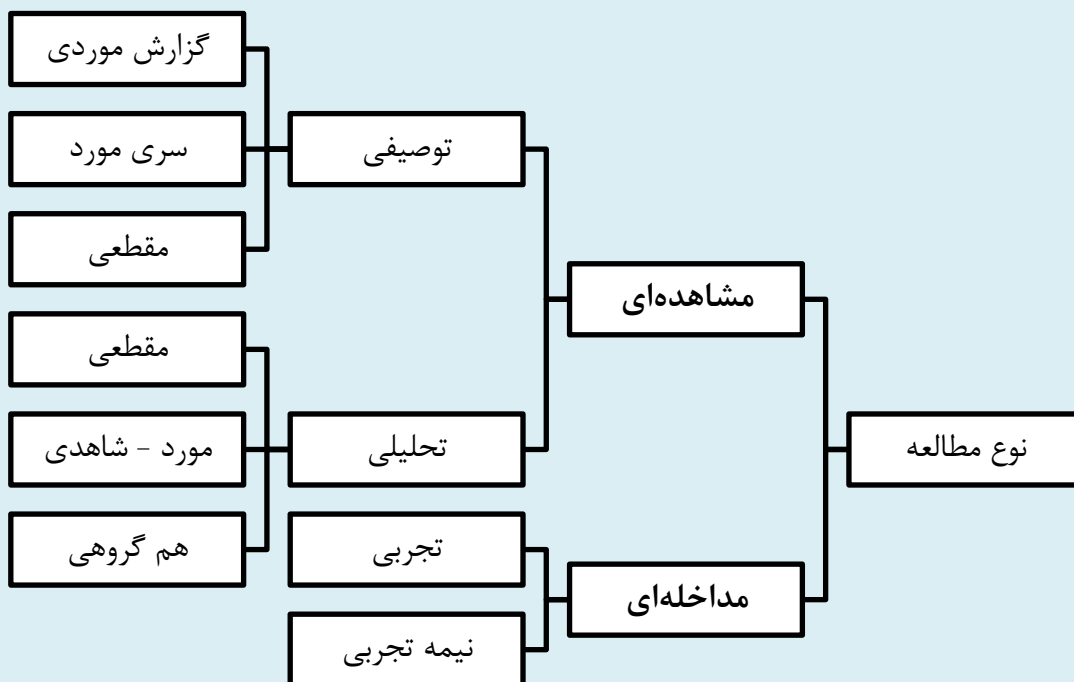 نوع مطالعه
مشاهده‌ای
توصیفی
گزارش موردی
سری مورد
مقطعی
تحلیلی
مقطعی
مورد - شاهدی
هم گروهی
مداخله‌ای
تجربی
نیمه تجربی